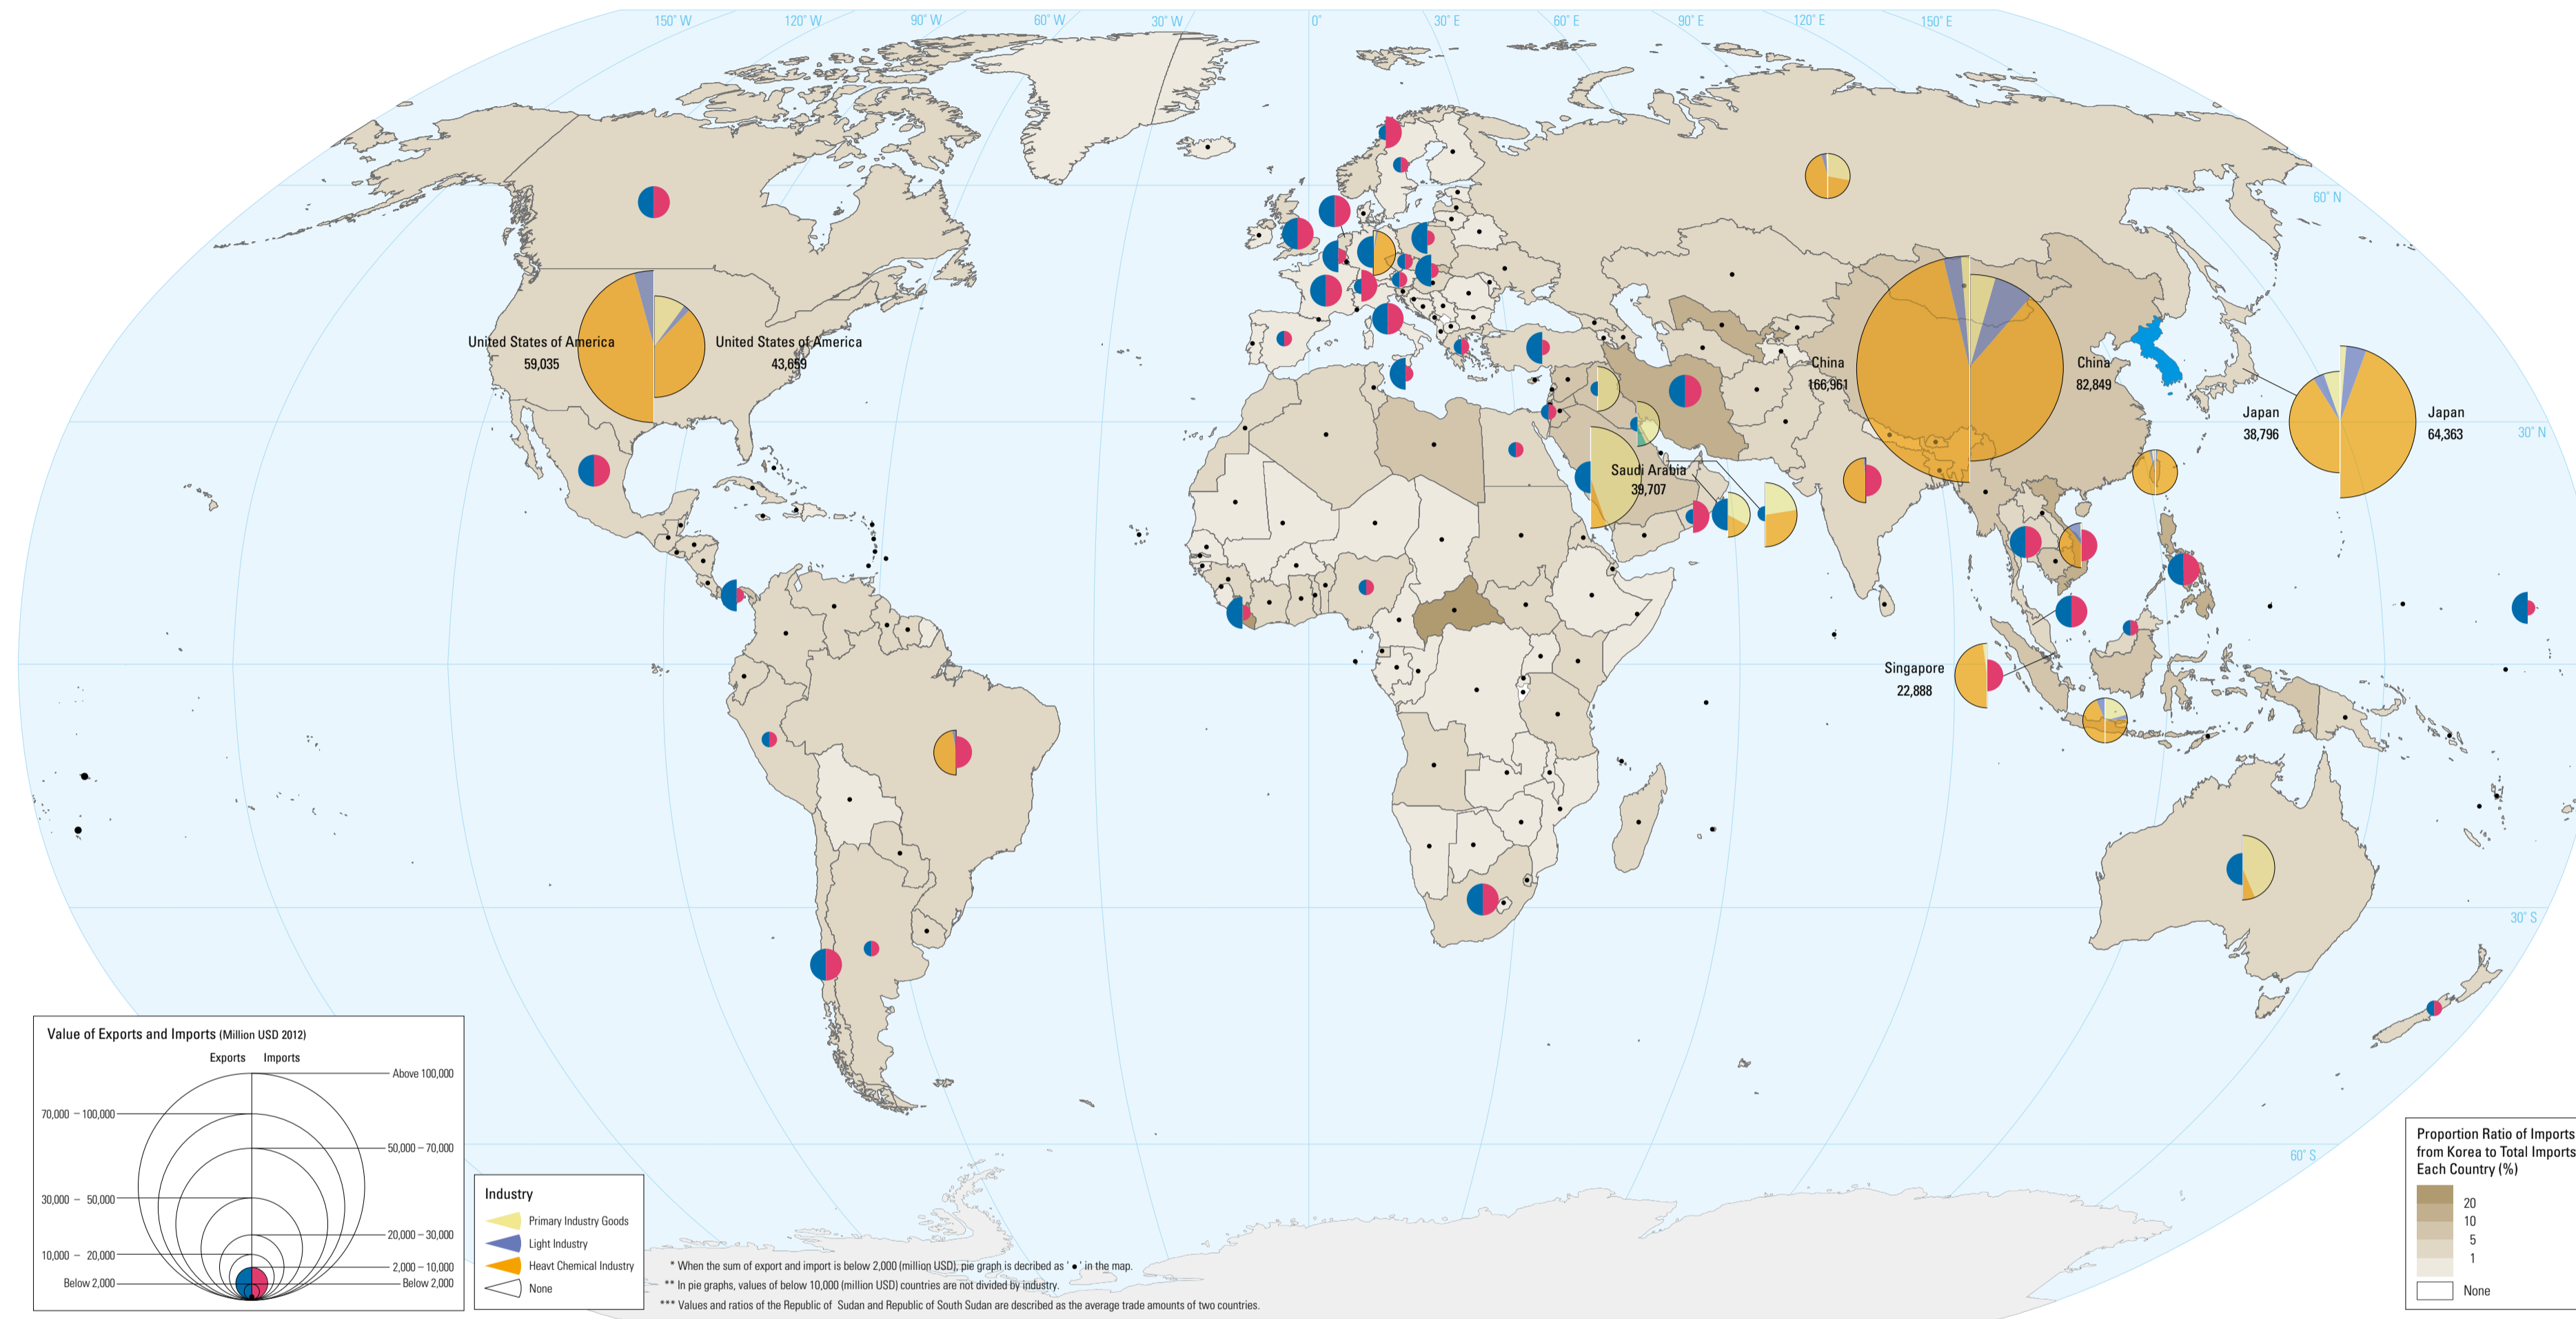 150° W
120° W
90° W
60° W
30° W
0°
30° E
60° E
90° E
120° E
150° E
60° N
30° N
30° S
60° S
United States of America
59,035
United States of America
43,659
China
166,961
China
82,849
Japan
38,796
Japan
64,363
Saudi Arabia
39,707
Singapore
22,888
Value of Exports and Imports (Million USD 2012)
Exports Imports
Above 100,000
70,000 – 100,000
50,000 – 70,000
30,000 – 50,000
20,000 – 30,000
10,000 – 20,000
2,000 – 10,000
Below 2,000
Below 2,000
Industry
Primary Industry Goods
Light Industry
Heavt Chemical Industry
None
* When the sum of export and import is below 2,000 (million USD), pie graph is decribed as ' ● ' in the map.
** In pie graphs, values of below 10,000 (million USD) countries are not divided by industry.
*** Values and ratios of the Republic of Sudan and Republic of South Sudan are described as the average trade amounts of two countries.
Proportion Ratio of Imports
from Korea to Total Imports
Each Country (%)
20
10
5
1
None